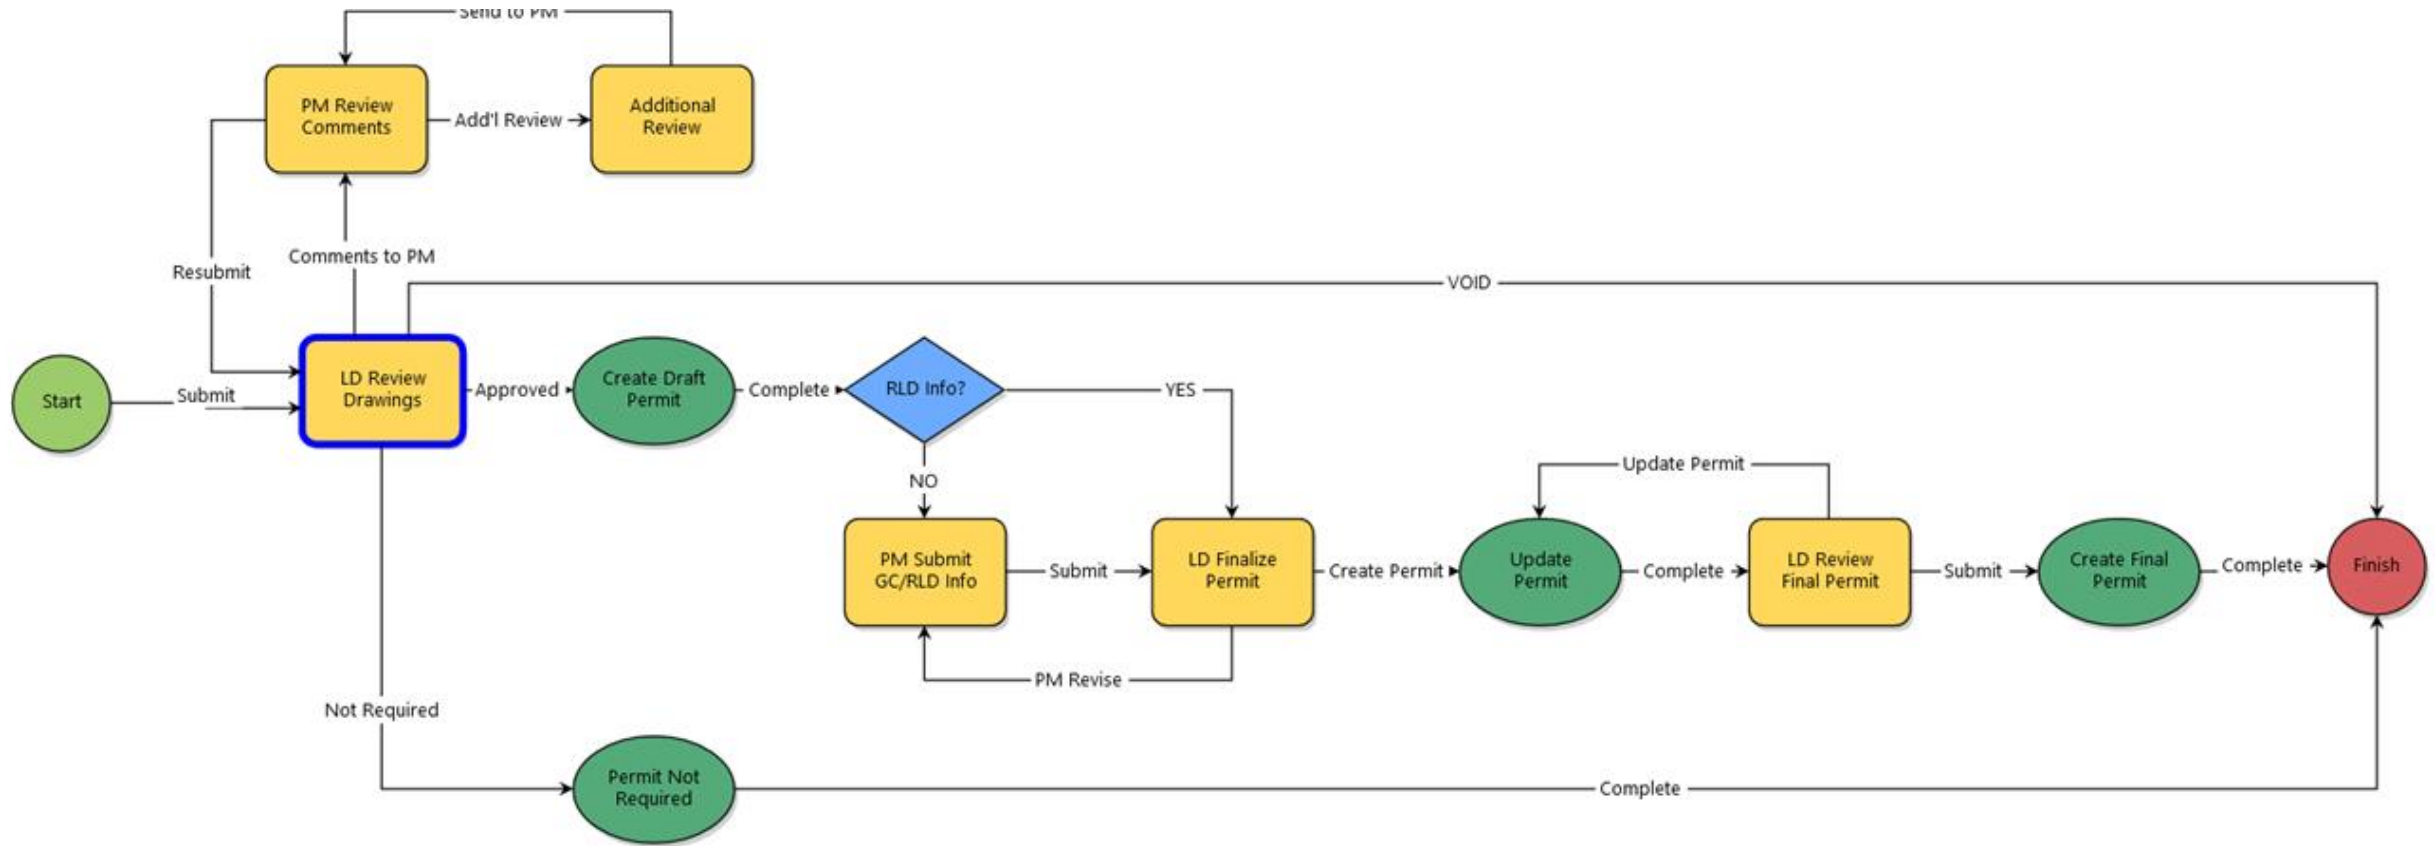 Send to PM
PM Review
Comments
Add'l Review
Additional
Review
Resubmit
Comments to PM
VOID
Start
Submit
LD Review
Drawings
Approved
Create Draft
Permit
Complete
RLD Info?
YES
NO
Update Permit
PM Submit
GC/RLD Info
Submit
LD Finalize
Permit
Create Permit
Update
Permit
Complete
LD Review
Final Permit
Submit
Create Final
Permit
Complete
Finish
PM Revise
Not Required
Permit Not
Required
Complete